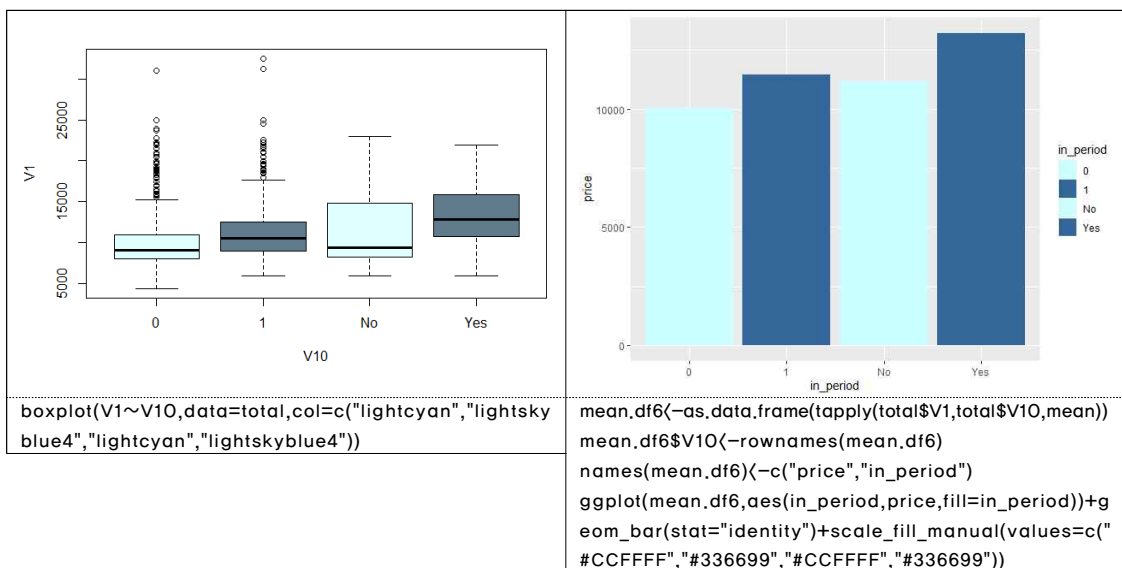 25000
15000
5000
V1
0 1 No Yes
V10
10000
5000
0
price
0 1 No Yes
in_period
in_period
0
1
No
Yes
boxplot(V1~V10,data=total,col=c("lightcyan","lightsky
blue4","lightcyan","lightskyblue4"))
mean.df6<-as.data.frame(tapply(total$V1,total$V10,mean))
mean.df6$V10<-rownames(mean.df6)
names(mean.df6)<-c("price","in_period")
ggplot(mean.df6,aes(in_period,price,fill=in_period))+g
eom_bar(stat="identity")+scale_fill_manual(values=c("
#CCFFFF","#336699","#CCFFFF","#336699"))